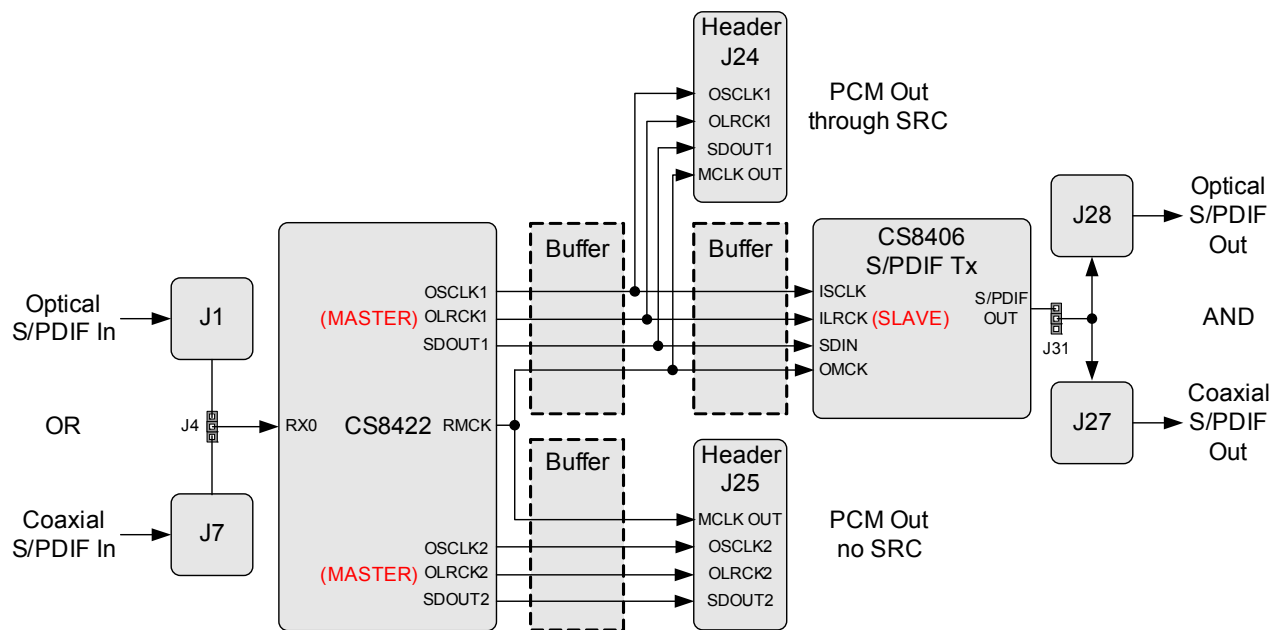 Header
J24
OSCLK1
OLRCK1
SDOUT1
MCLK OUT
PCM Out
through SRC
Optical
S/PDIF In
J1
OR
J4
Coaxial
S/PDIF In
J7
RX0
CS8422
(MASTER)
OSCLK1
OLRCK1
SDOUT1
RMCK
(MASTER)
OSCLK2
OLRCK2
SDOUT2
Buffer
Buffer
Buffer
CS8406
S/PDIF Tx
ISCLK
ILRCK (SLAVE)
SDIN
OMCK
S/PDIF
OUT
J31
J28
Optical
S/PDIF
Out
AND
J27
Coaxial
S/PDIF
Out
Header
J25
MCLK OUT
OSCLK2
OLRCK2
SDOUT2
PCM Out
no SRC